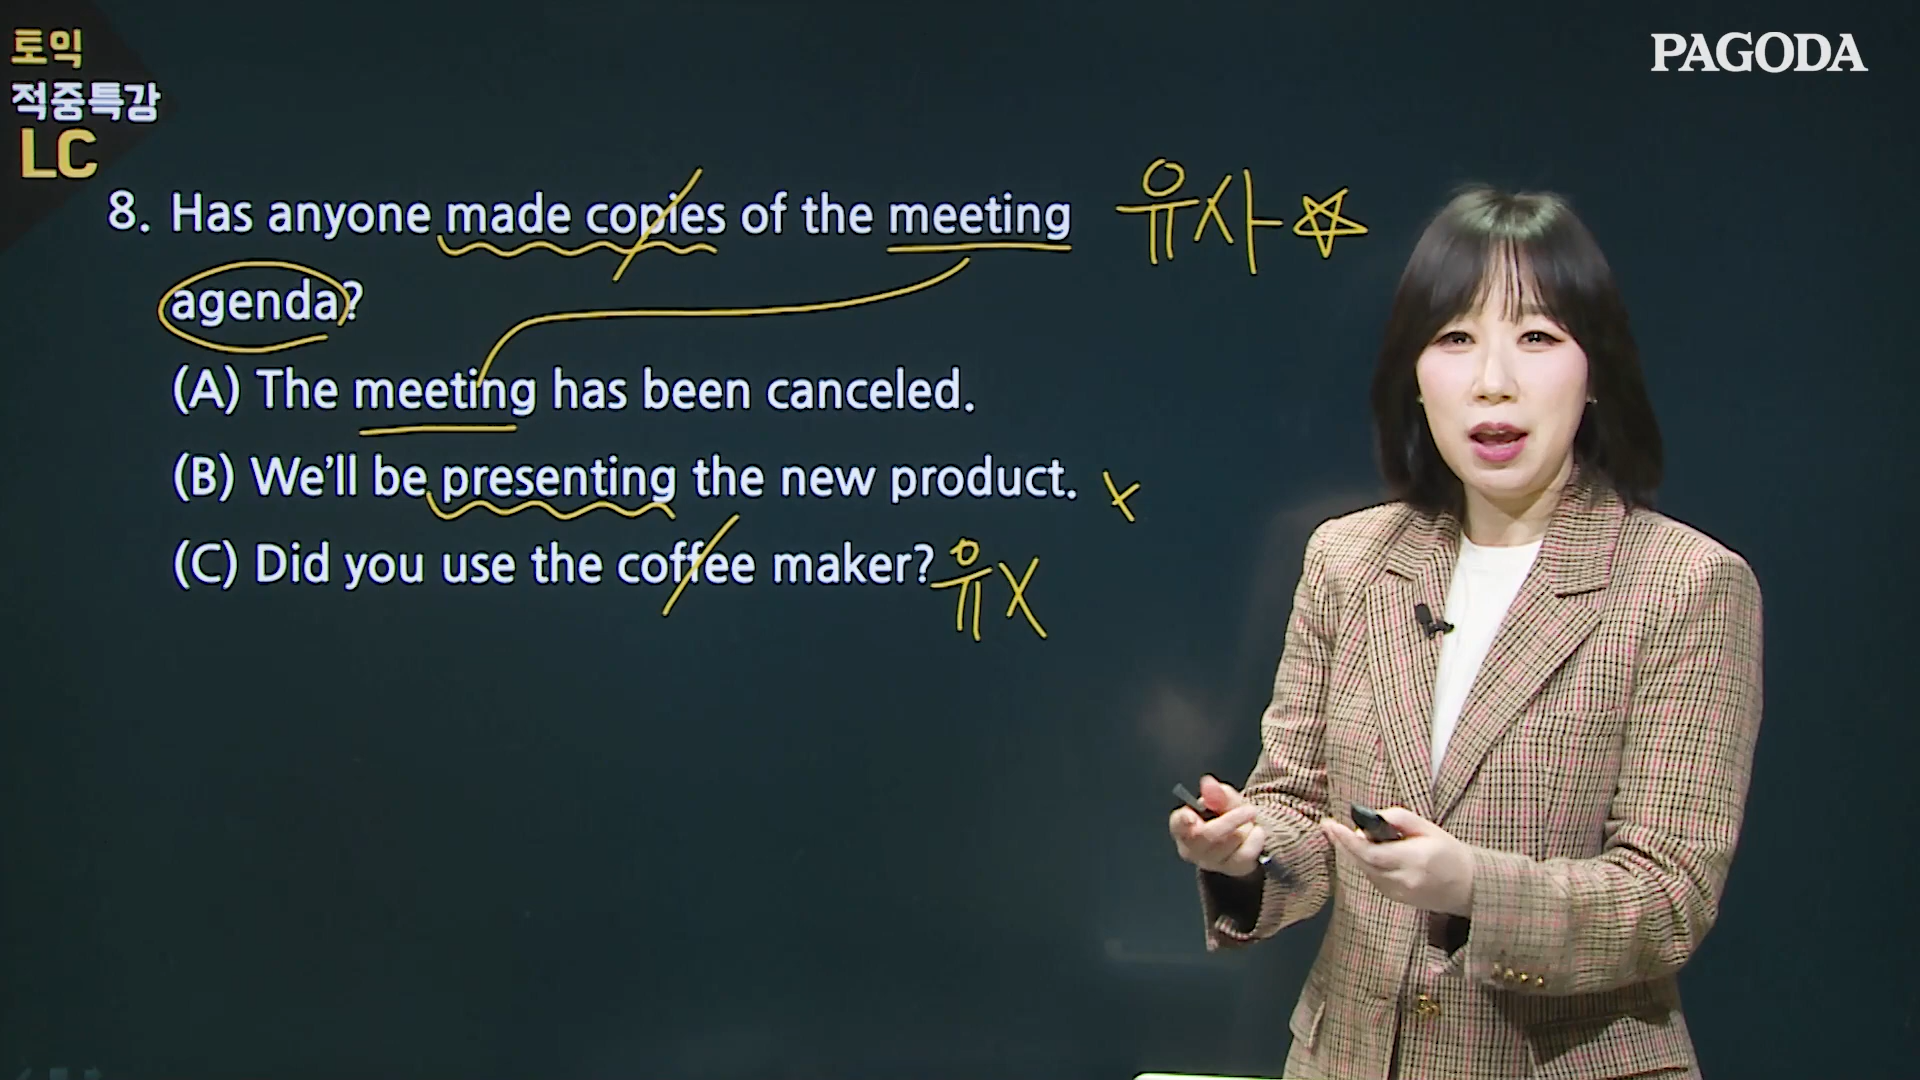 토익
적중특강
LC
PAGODA
8. Has anyone made copies of the meeting 유사☆
agenda?
(A) The meeting has been canceled.
(B) We’ll be presenting the new product. X
(C) Did you use the coffee maker? 유X